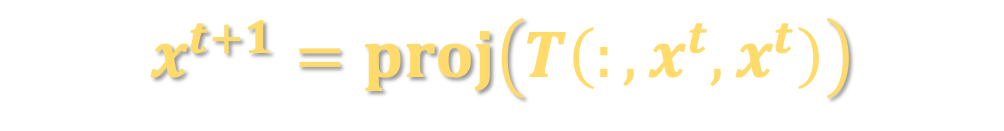 x^{t+1} = proj(T(:, x^t, x^t))